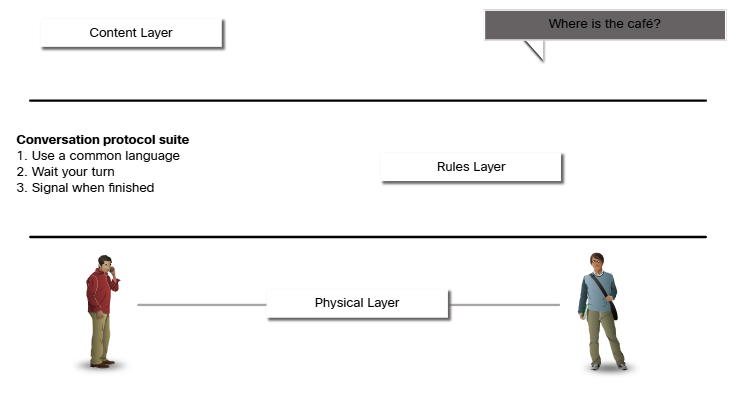 Content Layer
Where is the café?
Conversation protocol suite
1. Use a common language
2. Wait your turn
3. Signal when finished
Rules Layer
Physical Layer